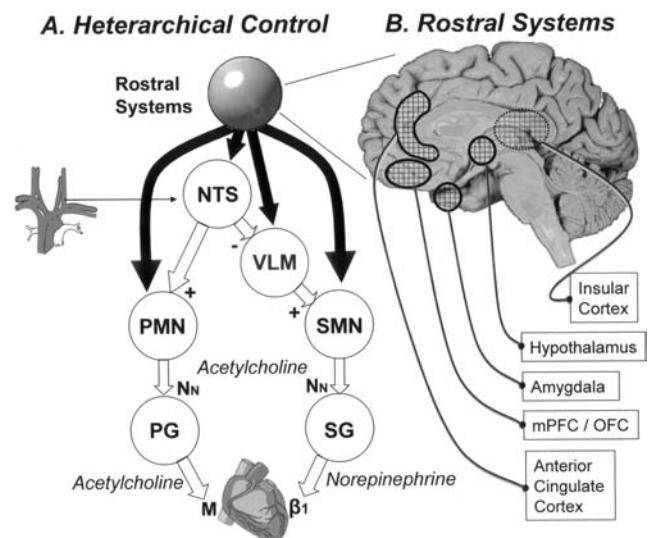 A. Heterarchical Control
B. Rostral Systems
Rostral
Systems
NTS
-
VLM
+
+
PMN
SMN
Acetylcholine
NN
NN
PG
SG
Acetylcholine
Norepinephrine
M
β1
Insular
Cortex
Hypothalamus
Amygdala
mPFC / OFC
Anterior
Cingulate
Cortex